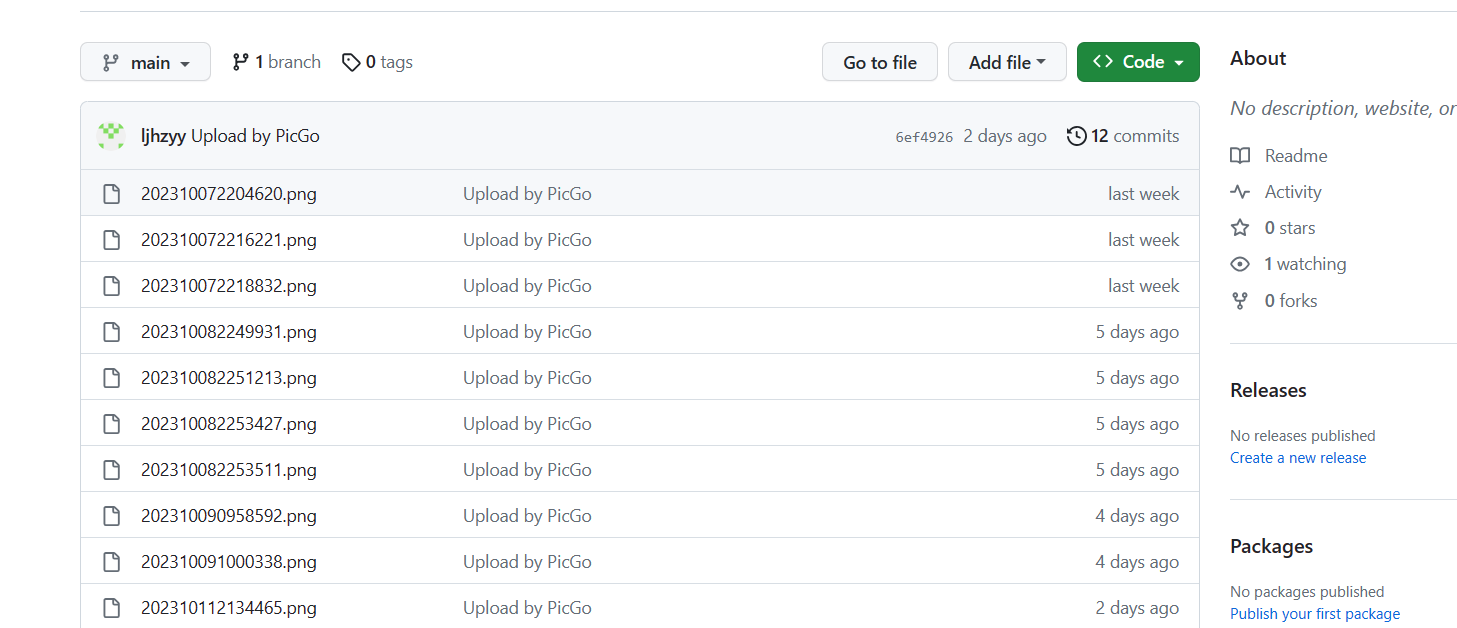 main 1 branch 0 tags Go to file Add file Code
ljhzyy Upload by PicGo 6ef4926 2 days ago 12 commits
202310072204620.png Upload by PicGo last week
202310072216221.png Upload by PicGo last week
202310072218832.png Upload by PicGo last week
202310082249931.png Upload by PicGo 5 days ago
202310082251213.png Upload by PicGo 5 days ago
202310082253427.png Upload by PicGo 5 days ago
202310082253511.png Upload by PicGo 5 days ago
202310090958592.png Upload by PicGo 4 days ago
202310091000338.png Upload by PicGo 4 days ago
202310112134465.png Upload by PicGo 2 days ago
About
No description, website, or
Readme
Activity
0 stars
1 watching
0 forks
Releases
No releases published
Create a new release
Packages
No packages published
Publish your first package